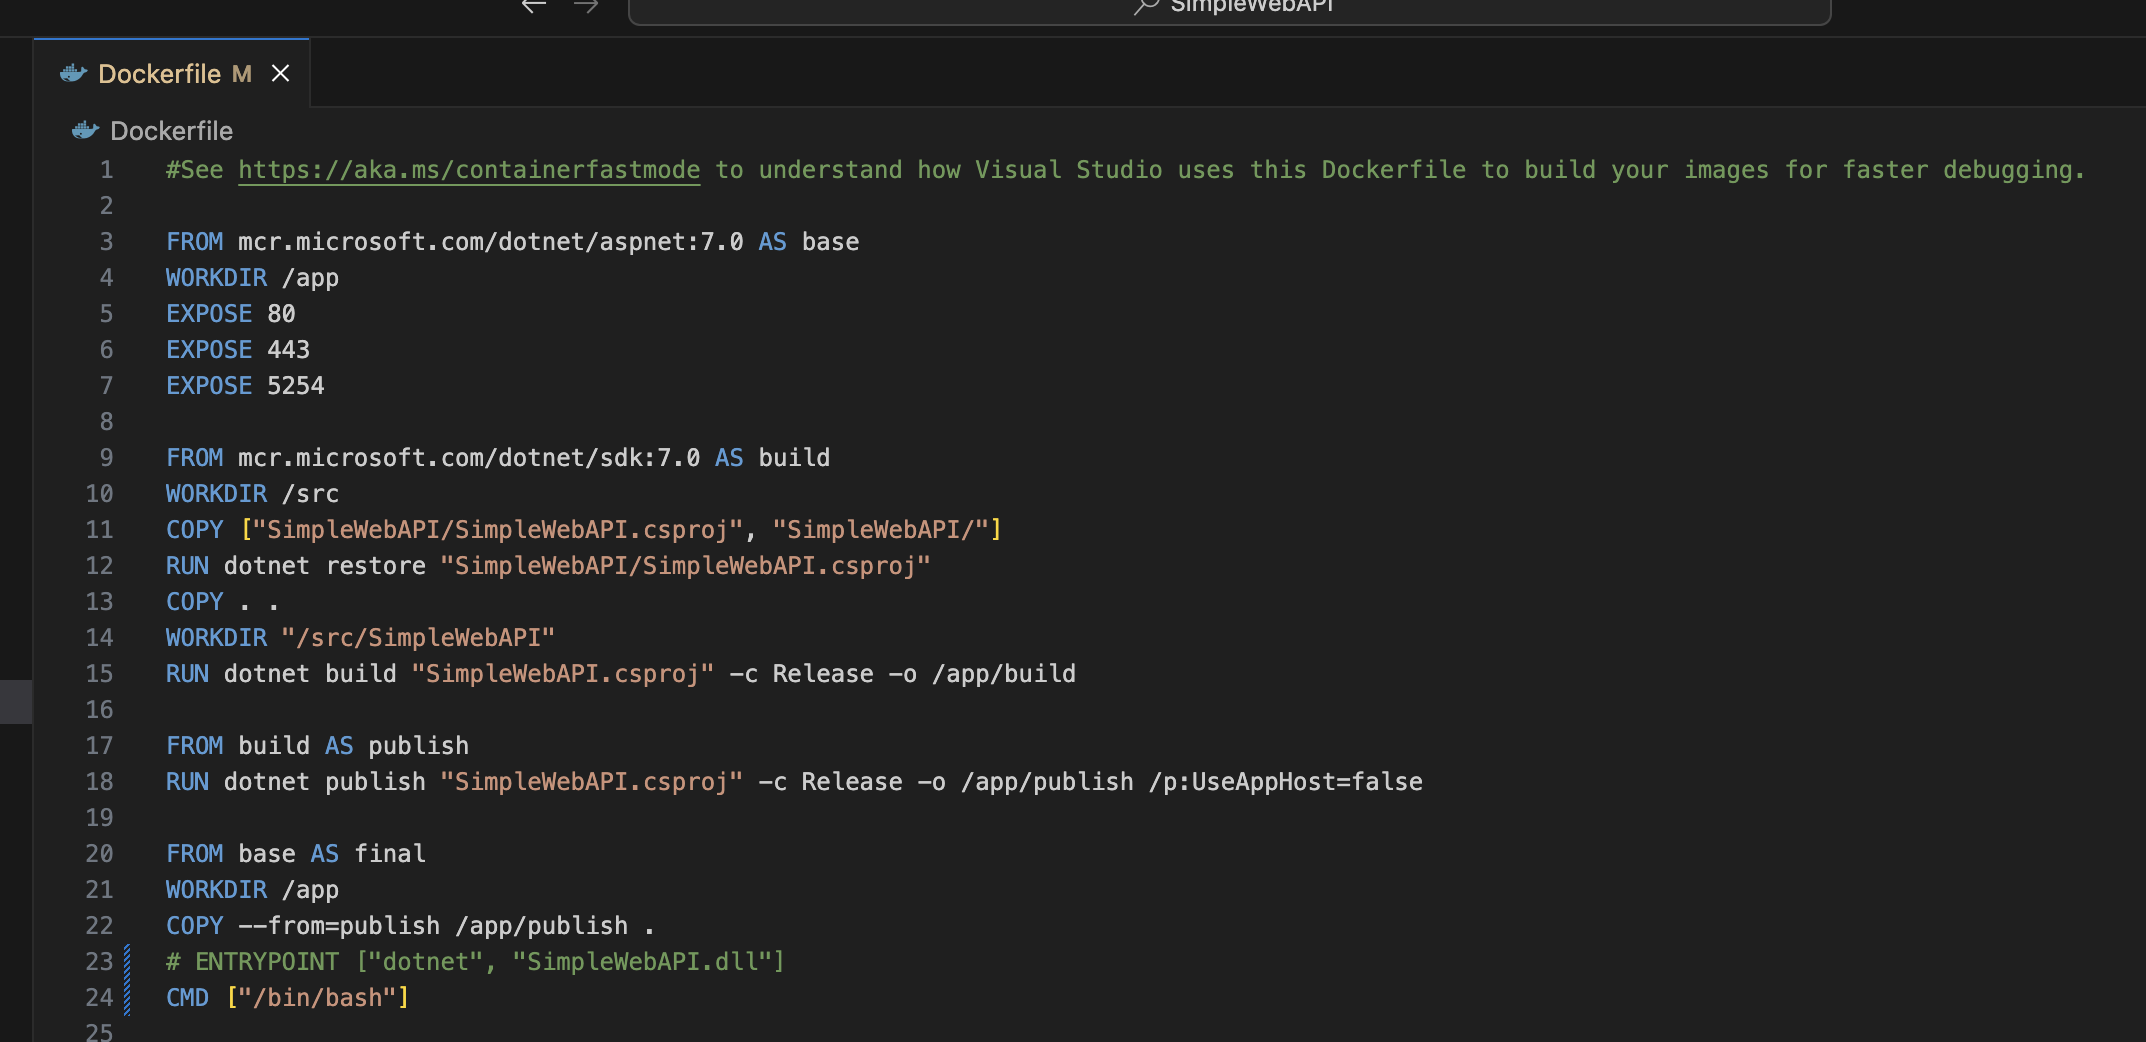 SimpleWebAPI
Dockerfile M
Dockerfile
1 #See https://aka.ms/containerfastmode to understand how Visual Studio uses this Dockerfile to build your images for faster debugging.
2
3 FROM mcr.microsoft.com/dotnet/aspnet:7.0 AS base
4 WORKDIR /app
5 EXPOSE 80
6 EXPOSE 443
7 EXPOSE 5254
8
9 FROM mcr.microsoft.com/dotnet/sdk:7.0 AS build
10 WORKDIR /src
11 COPY ["SimpleWebAPI/SimpleWebAPI.csproj", "SimpleWebAPI/"]
12 RUN dotnet restore "SimpleWebAPI/SimpleWebAPI.csproj"
13 COPY . .
14 WORKDIR "/src/SimpleWebAPI"
15 RUN dotnet build "SimpleWebAPI.csproj" -c Release -o /app/build
16
17 FROM build AS publish
18 RUN dotnet publish "SimpleWebAPI.csproj" -c Release -o /app/publish /p:UseAppHost=false
19
20 FROM base AS final
21 WORKDIR /app
22 COPY --from=publish /app/publish .
23 # ENTRYPOINT ["dotnet", "SimpleWebAPI.dll"]
24 CMD ["/bin/bash"]
25